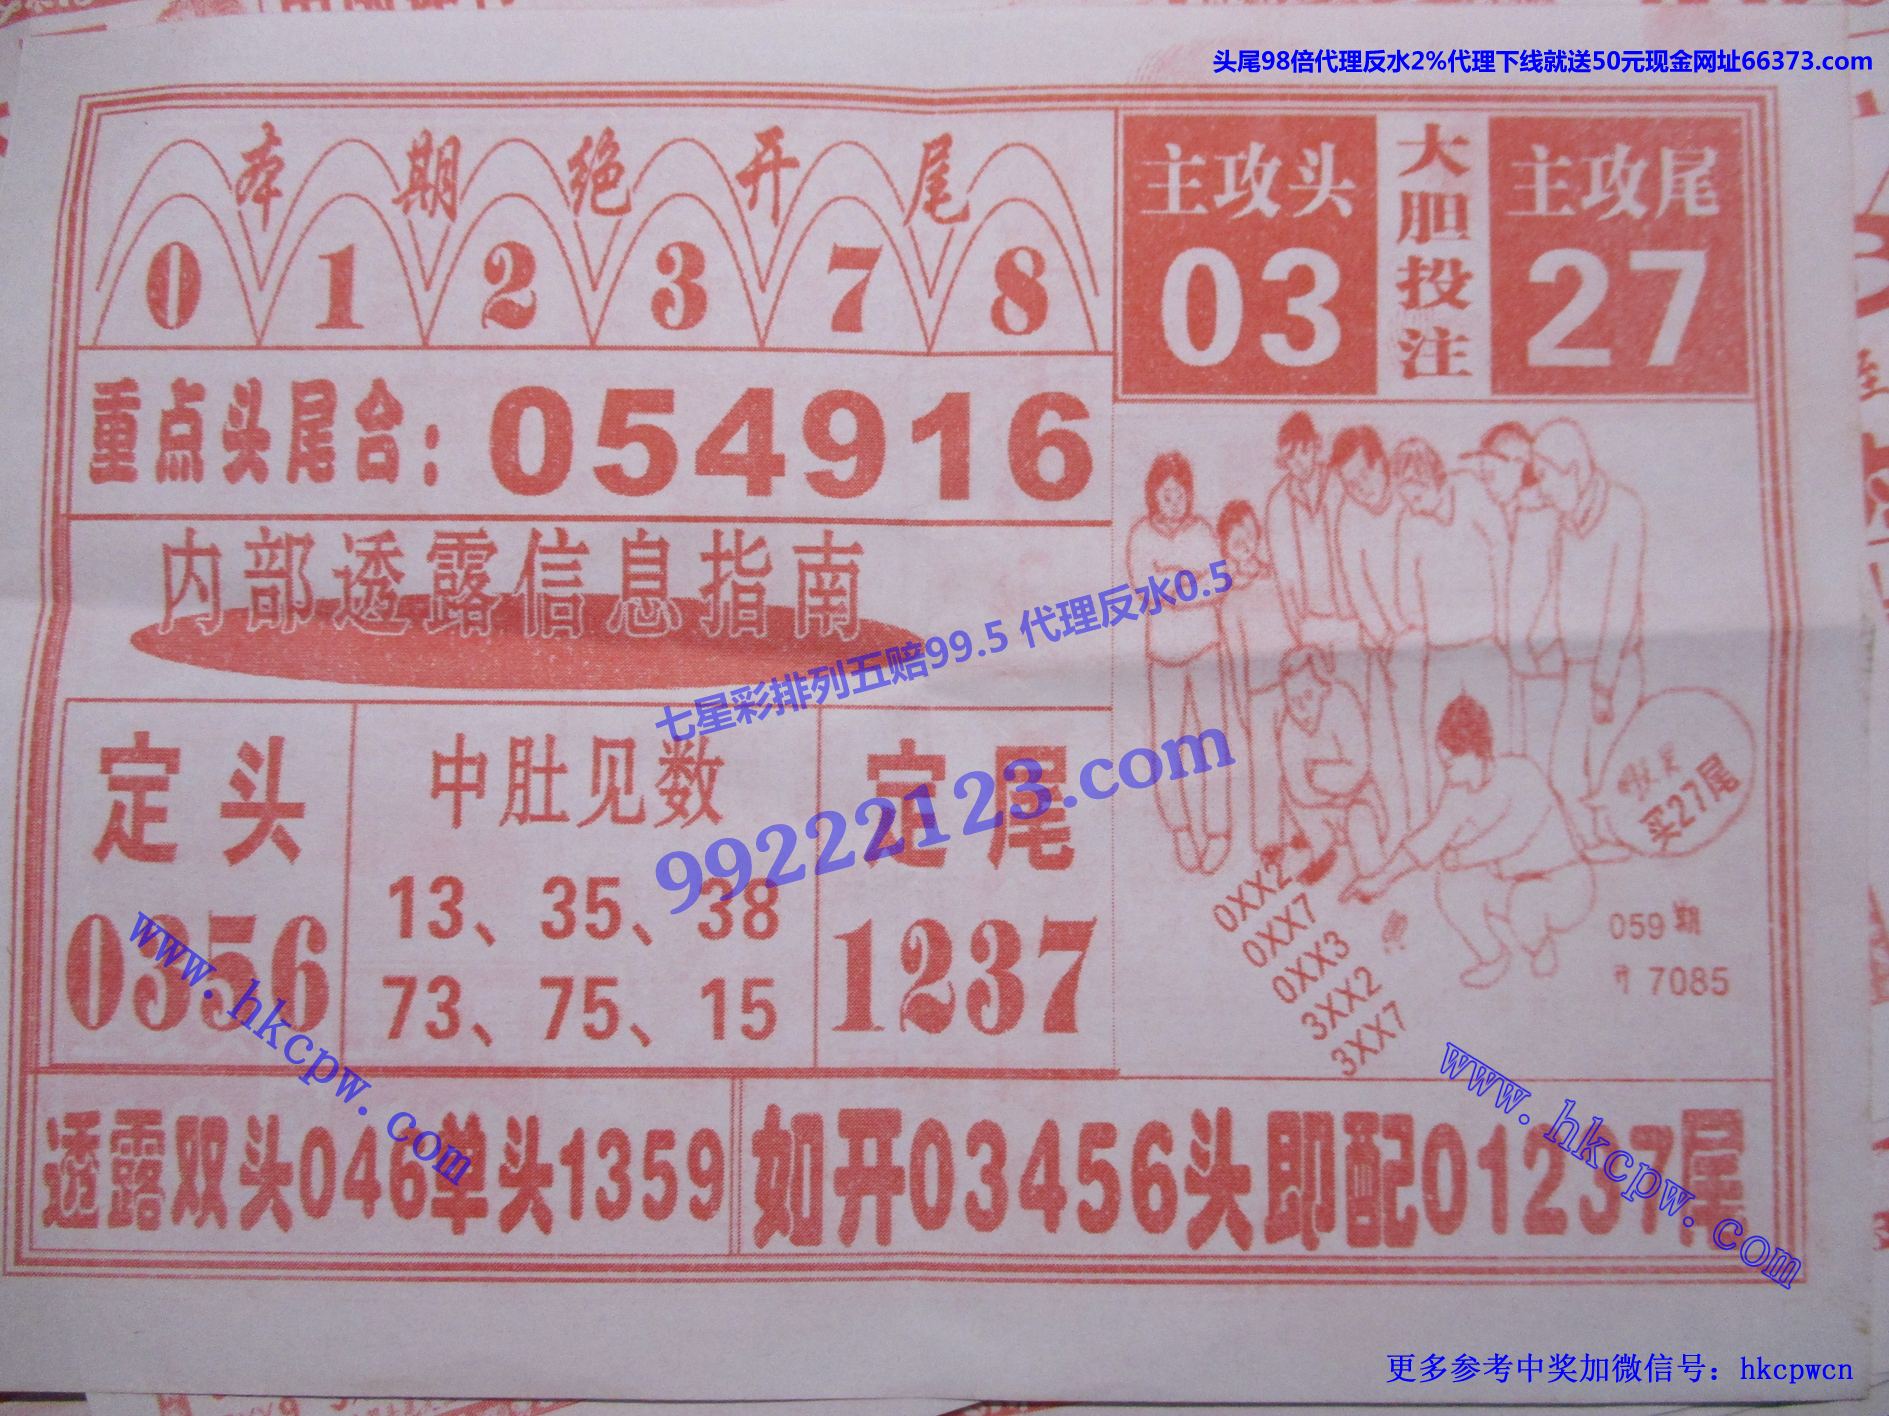 头尾98倍代理反水2%代理下线就送50元现金网址66373.com
本期绝开尾
0 1 2 3 7 8
主攻头
03
大胆投注
主攻尾
27
重点头尾合：054916
内部透露信息指南
七星彩排列五赔99.5 代理反水0.5
99222123.com
定头
0356
中肚见数
13、35、38
73、75、15
定尾
1237
买27尾
0XX2
0XX7
0XX3
3XX2
3XX7
059期
开 7085
www.hkcpw.com
www.hkcpw.com
透露双头046单头1359
如开03456头即配01237尾
更多参考中奖加微信号：hkcpwcn